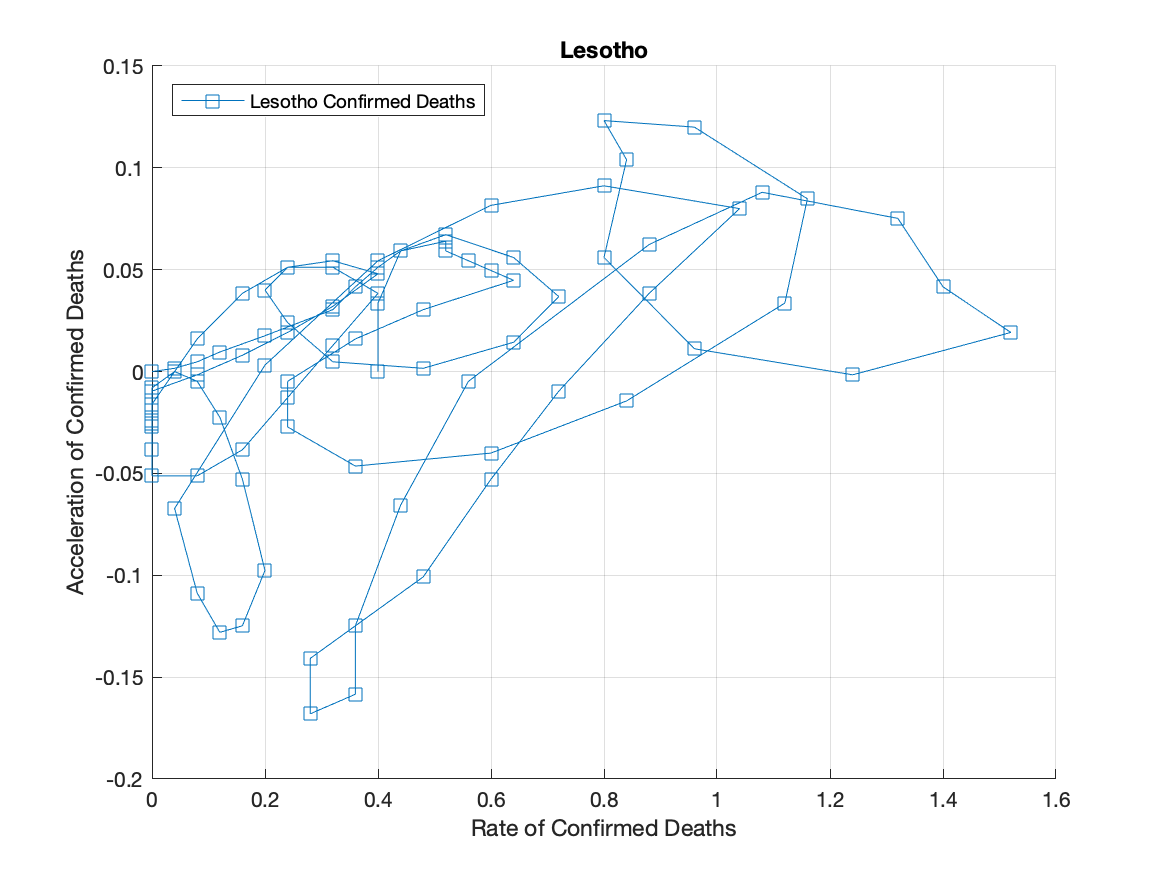 Lesotho
Lesotho Confirmed Deaths
0.15
0.1
0.05
0
-0.05
-0.1
-0.15
-0.2
0 0.2 0.4 0.6 0.8 1 1.2 1.4 1.6
Acceleration of Confirmed Deaths
Rate of Confirmed Deaths